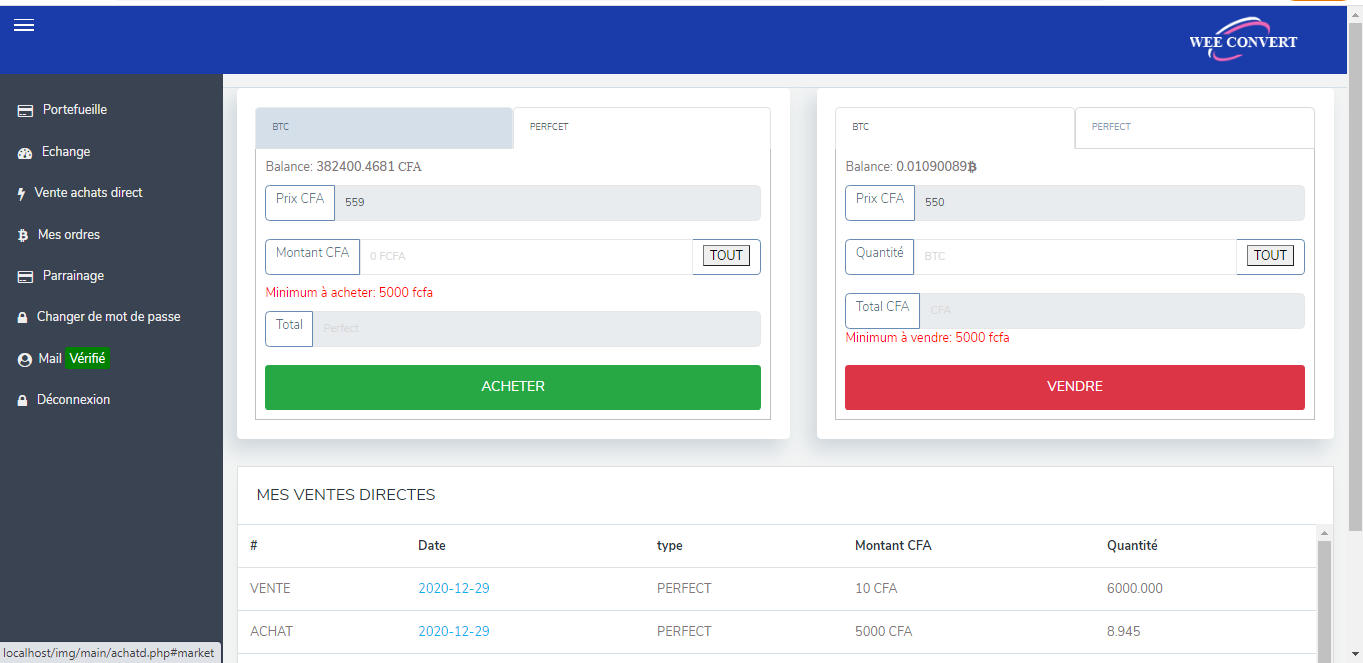 WEE CONVERT
Portefueille
Echange
Vente achats direct
Mes ordres
Parrainage
Changer de mot de passe
Mail Vérifié
Déconnexion
BTC PERFCET
Balance: 382400.4681 CFA
Prix CFA 559
Montant CFA 0 FCFA TOUT
Minimum à acheter: 5000 fcfa
Total Perfect
ACHETER
BTC PERFECT
Balance: 0.01090089฿
Prix CFA 550
Quantité BTC TOUT
Total CFA CFA
Minimum à vendre: 5000 fcfa
VENDRE
MES VENTES DIRECTES
# Date type Montant CFA Quantité
VENTE 2020-12-29 PERFECT 10 CFA 6000.000
ACHAT 2020-12-29 PERFECT 5000 CFA 8.945
localhost/img/main/achatd.php#market